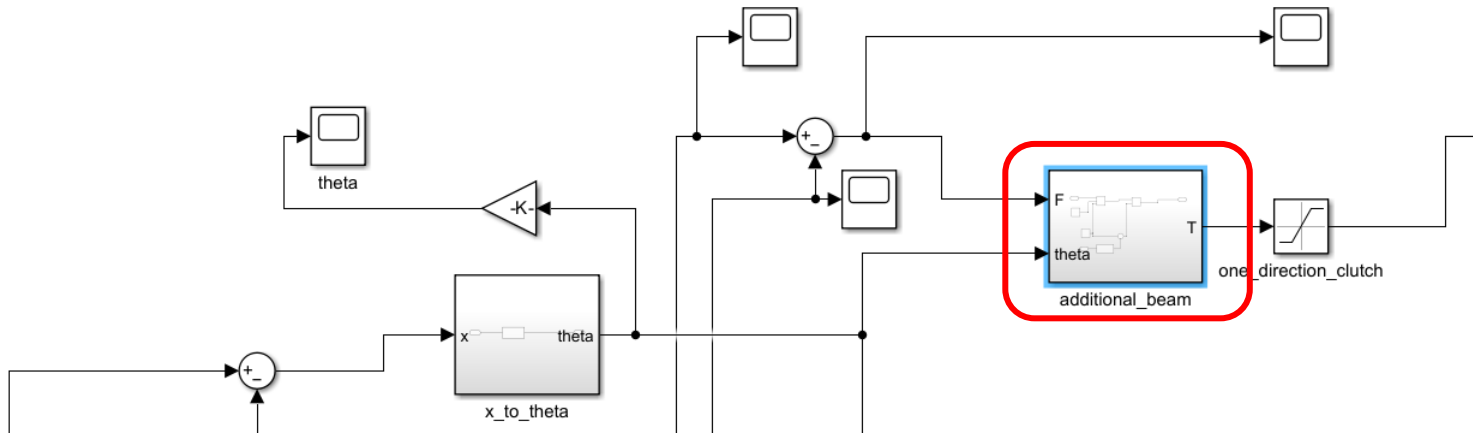 theta
-K-
F
theta
T
one_direction_clutch
additional_beam
x
theta
x_to_theta
+
−
+
−